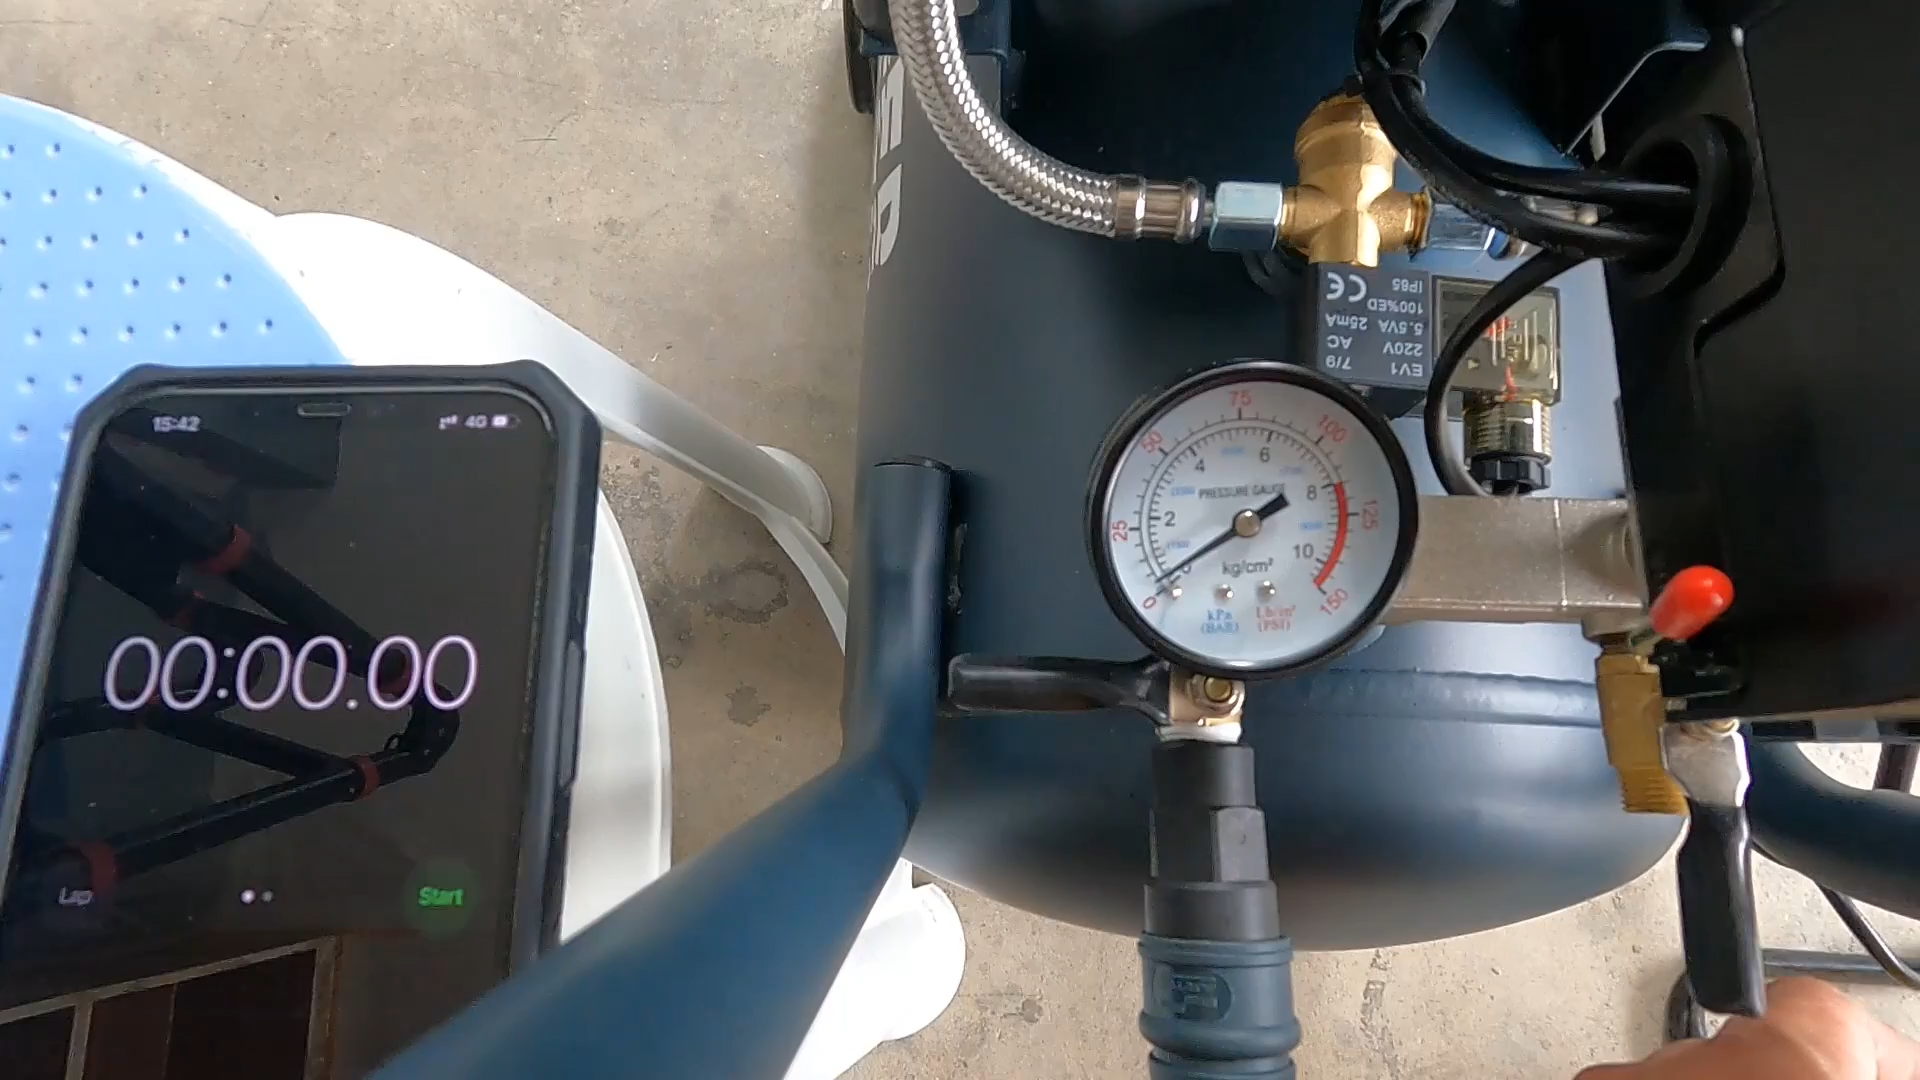 15:42
4G
00:00.00
Lap
Start
CE
IP65
100%ED
5.5VA 25mA
220V AC
EV1 7/9
0
25
50
75
100
125
150
0
2
4
6
8
10
PRESSURE GAUGE
kg/cm²
kPa
(BAR)
Lb/in²
(PSI)